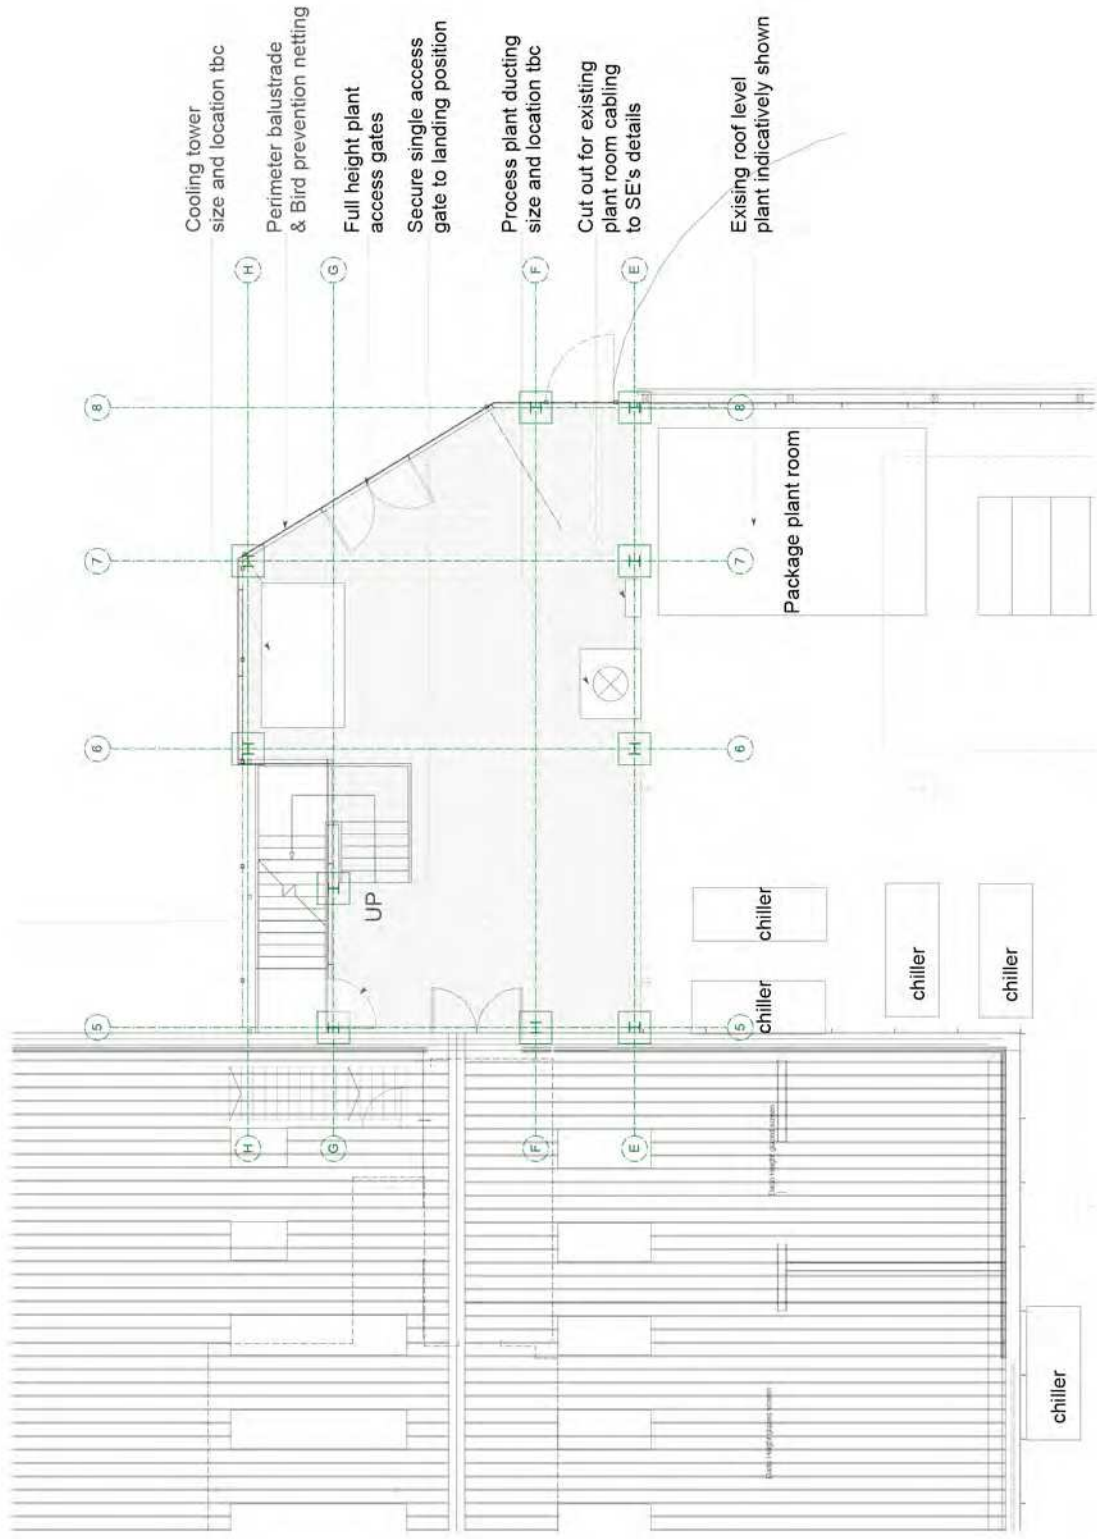 Cooling tower
size and location tbc
Perimeter balustrade
& Bird prevention netting
Full height plant
access gates
Secure single access
gate to landing position
Process plant ducting
size and location tbc
Cut out for existing
plant room cabling
to SE's details
Exising roof level
plant indicatively shown
H
G
F
E
8
8
7
7
Package plant room
6
6
UP
chiller
chiller
chiller
chiller
5
5
H
G
F
E
chiller